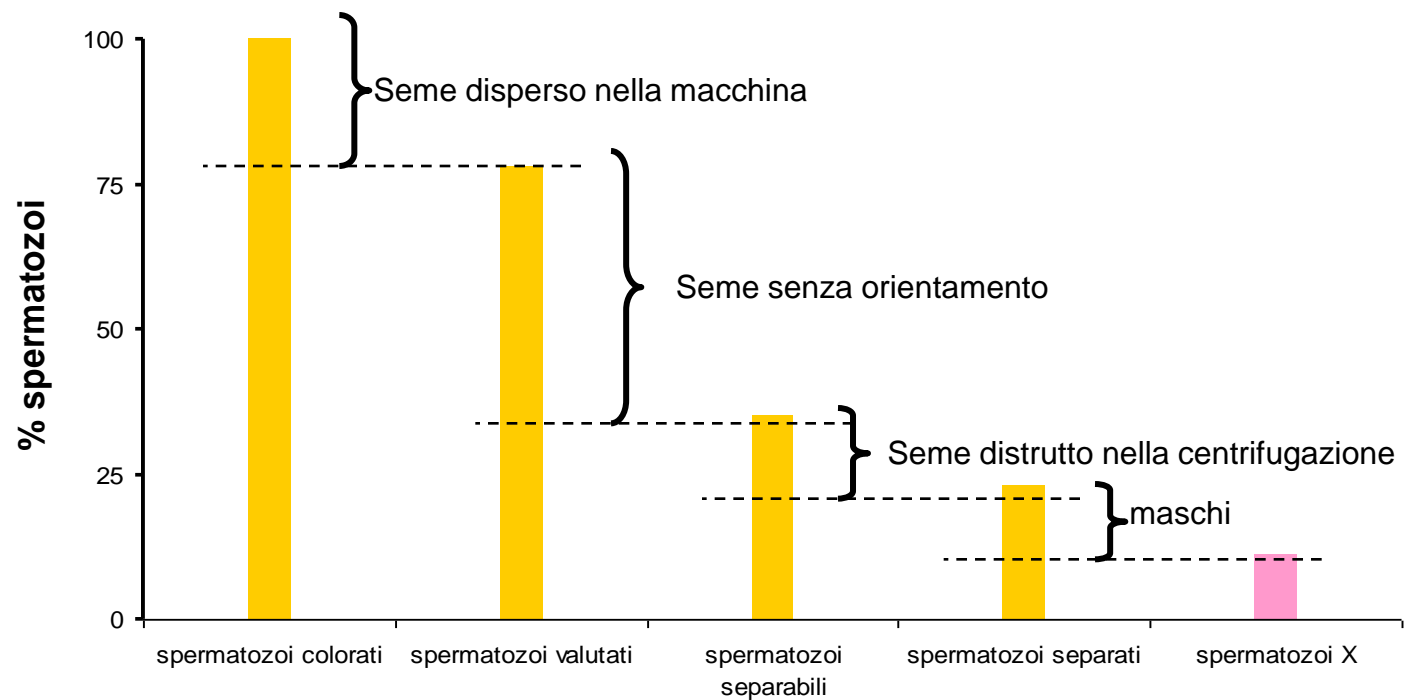 100
Seme disperso nella macchina
75
% spermatozoi
Seme senza orientamento
50
Seme distrutto nella centrifugazione
25
maschi
0
spermatozoi colorati
spermatozoi valutati
spermatozoi
separabili
spermatozoi separati
spermatozoi X